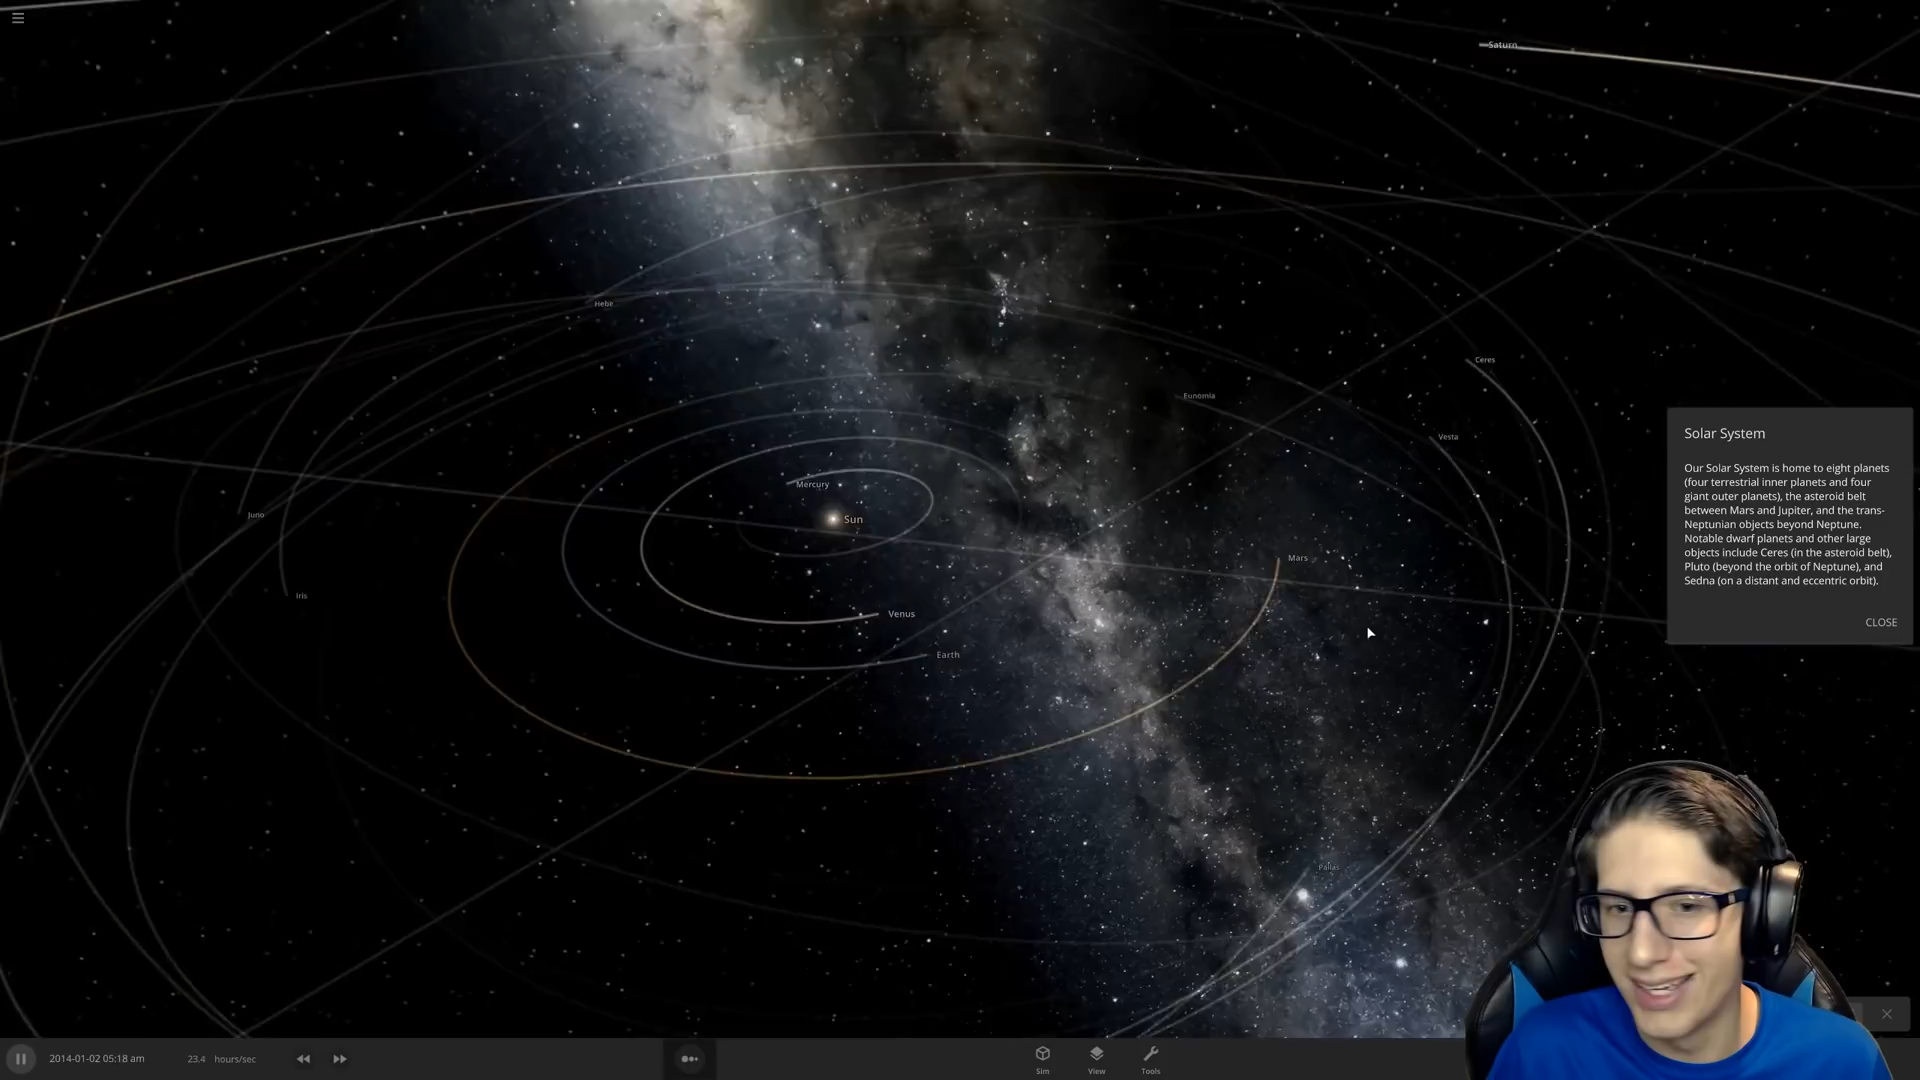 Saturn
Hebe
Ceres
Eunomia
Vesta
Mercury
Sun
Juno
Mars
Iris
Venus
Earth
Pallas
Solar System
Our Solar System is home to eight planets
(four terrestrial inner planets and four
giant outer planets), the asteroid belt
between Mars and Jupiter, and the trans-
Neptunian objects beyond Neptune.
Notable dwarf planets and other large
objects include Ceres (in the asteroid belt),
Pluto (beyond the orbit of Neptune), and
Sedna (on a distant and eccentric orbit).
CLOSE
2014-01-02 05:18 am
23.4 hours/sec
Sim
View
Tools